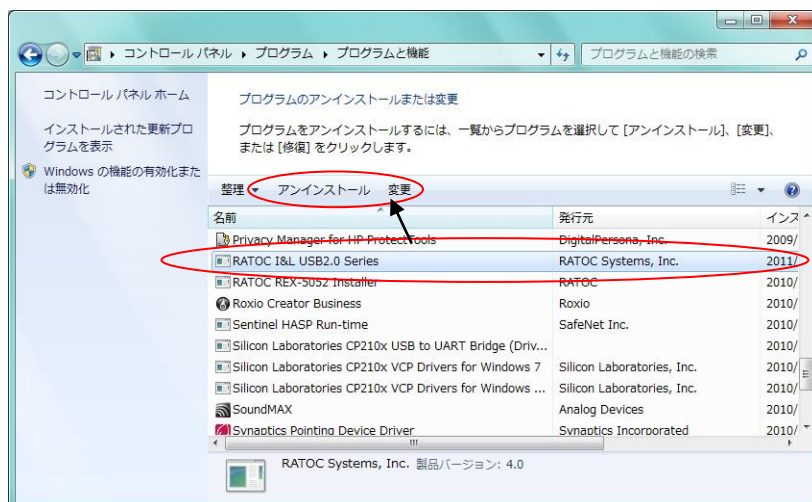 コントロール パネル ▸ プログラム ▸ プログラムと機能
プログラムと機能の検索
コントロール パネル ホーム
インストールされた更新プロ
グラムを表示
Windows の機能の有効化また
は無効化
プログラムのアンインストールまたは変更
プログラムをアンインストールするには、一覧からプログラムを選択して [アンインストール]、[変更]、
または [修復] をクリックします。
整理 アンインストール 変更
名前 発行元 インス
Privacy Manager for HP ProtectTools DigitalPersona, Inc. 2009/
RATOC I&L USB2.0 Series RATOC Systems, Inc. 2011/
RATOC REX-5052 Installer RATOC 2010/
Roxio Creator Business Roxio 2010/
Sentinel HASP Run-time SafeNet Inc. 2010/
Silicon Laboratories CP210x USB to UART Bridge (Driv... 2010/
Silicon Laboratories CP210x VCP Drivers for Windows 7 Silicon Laboratories, Inc. 2010/
Silicon Laboratories CP210x VCP Drivers for Windows ... Silicon Laboratories, Inc. 2010/
SoundMAX Analog Devices 2010/
Synaptics Pointing Device Driver Synaptics Incorporated 2010/
RATOC Systems, Inc. 製品バージョン: 4.0